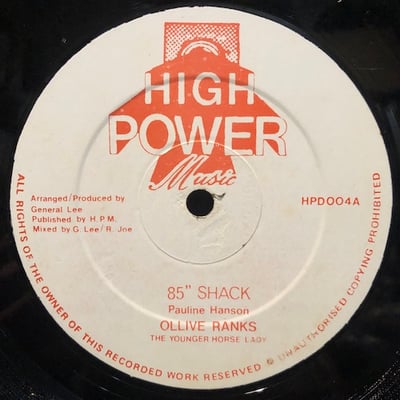 HIGH
POWER
Music
Arranged/Produced by
General Lee
Published by H.P.M.
Mixed by G. Lee/ R. Joe
HPD004A
85" SHACK
Pauline Hanson
OLLIVE RANKS
THE YOUNGER HORSE LADY
ALL RIGHTS OF THE OWNER OF THIS RECORDED WORK RESERVED UNAUTHORISED COPYING PROHIBITED